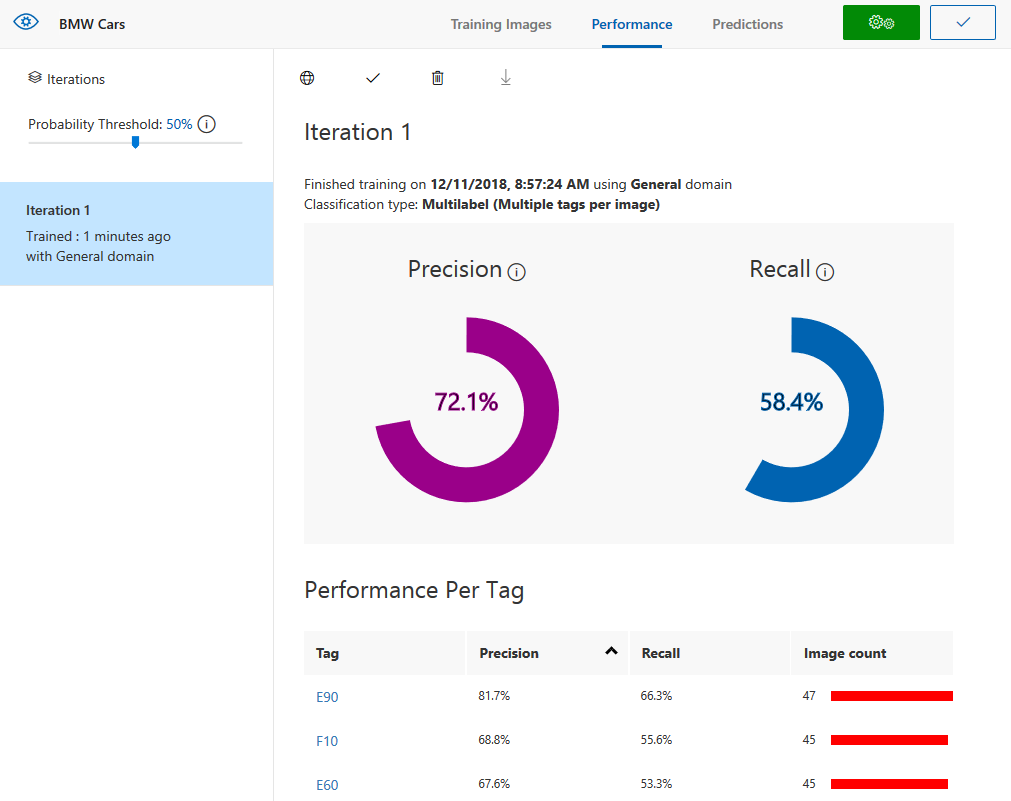 BMW Cars
Training Images
Performance
Predictions
Iterations
Probability Threshold: 50%
Iteration 1
Trained : 1 minutes ago
with General domain
Iteration 1
Finished training on 12/11/2018, 8:57:24 AM using General domain
Classification type: Multilabel (Multiple tags per image)
Precision
Recall
72.1%
58.4%
Performance Per Tag
Tag Precision Recall Image count
E90 81.7% 66.3% 47
F10 68.8% 55.6% 45
E60 67.6% 53.3% 45